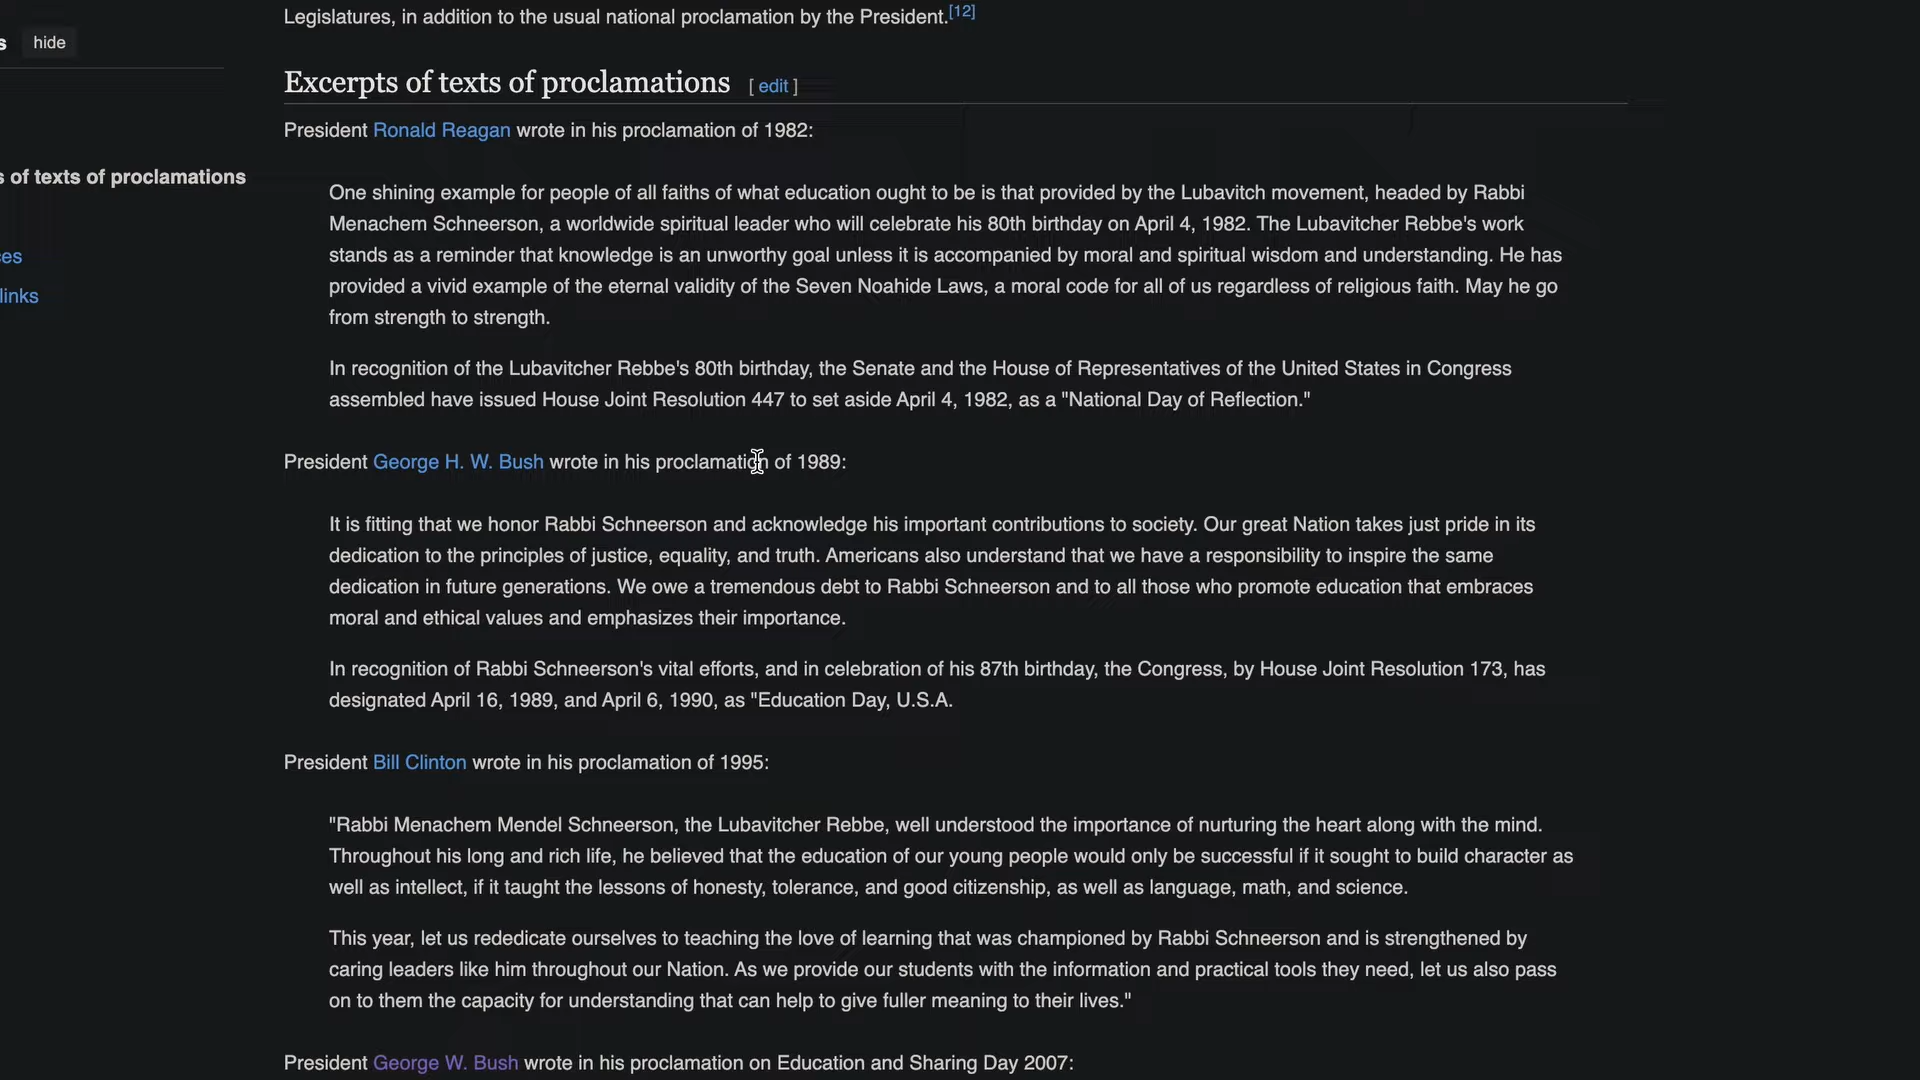 Legislatures, in addition to the usual national proclamation by the President.[12]
s hide
Excerpts of texts of proclamations [ edit ]
President Ronald Reagan wrote in his proclamation of 1982:
s of texts of proclamations
One shining example for people of all faiths of what education ought to be is that provided by the Lubavitch movement, headed by Rabbi
Menachem Schneerson, a worldwide spiritual leader who will celebrate his 80th birthday on April 4, 1982. The Lubavitcher Rebbe's work
stands as a reminder that knowledge is an unworthy goal unless it is accompanied by moral and spiritual wisdom and understanding. He has
provided a vivid example of the eternal validity of the Seven Noahide Laws, a moral code for all of us regardless of religious faith. May he go
from strength to strength.
ces
links
In recognition of the Lubavitcher Rebbe's 80th birthday, the Senate and the House of Representatives of the United States in Congress
assembled have issued House Joint Resolution 447 to set aside April 4, 1982, as a "National Day of Reflection."
President George H. W. Bush wrote in his proclamation of 1989:
It is fitting that we honor Rabbi Schneerson and acknowledge his important contributions to society. Our great Nation takes just pride in its
dedication to the principles of justice, equality, and truth. Americans also understand that we have a responsibility to inspire the same
dedication in future generations. We owe a tremendous debt to Rabbi Schneerson and to all those who promote education that embraces
moral and ethical values and emphasizes their importance.
In recognition of Rabbi Schneerson's vital efforts, and in celebration of his 87th birthday, the Congress, by House Joint Resolution 173, has
designated April 16, 1989, and April 6, 1990, as "Education Day, U.S.A.
President Bill Clinton wrote in his proclamation of 1995:
"Rabbi Menachem Mendel Schneerson, the Lubavitcher Rebbe, well understood the importance of nurturing the heart along with the mind.
Throughout his long and rich life, he believed that the education of our young people would only be successful if it sought to build character as
well as intellect, if it taught the lessons of honesty, tolerance, and good citizenship, as well as language, math, and science.
This year, let us rededicate ourselves to teaching the love of learning that was championed by Rabbi Schneerson and is strengthened by
caring leaders like him throughout our Nation. As we provide our students with the information and practical tools they need, let us also pass
on to them the capacity for understanding that can help to give fuller meaning to their lives."
President George W. Bush wrote in his proclamation on Education and Sharing Day 2007: